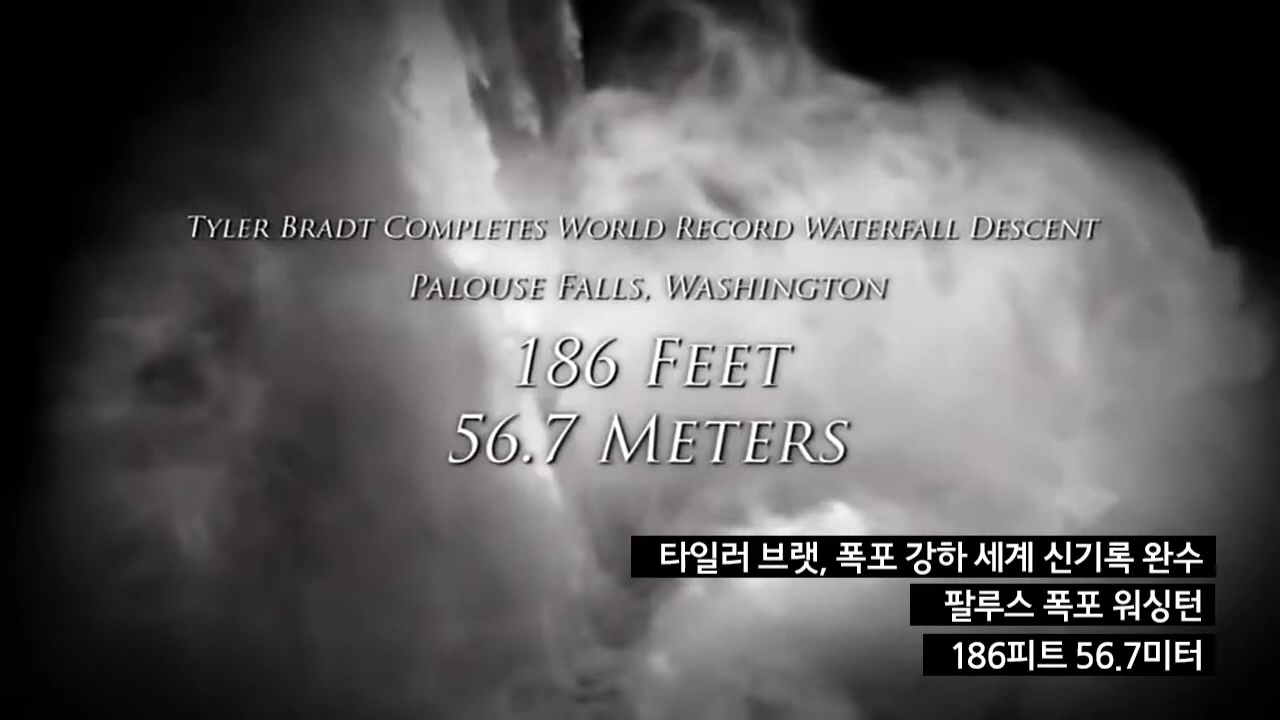 Tyler Bradt Completes World Record Waterfall Descent
Palouse Falls, Washington
186 Feet
56.7 Meters
타일러 브랫, 폭포 강하 세계 신기록 완수
팔루스 폭포 워싱턴
186피트 56.7미터